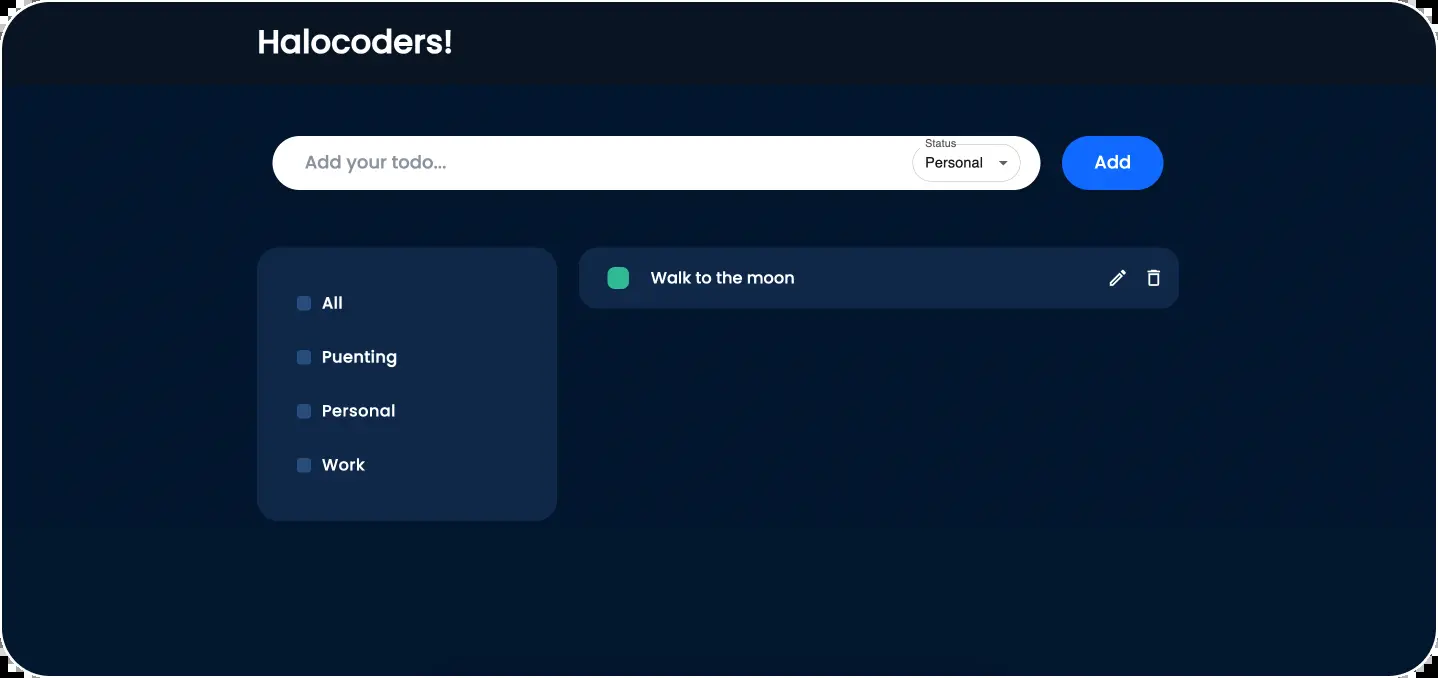 Halocoders!
Status
Add your todo...
Personal
Add
All
Puenting
Personal
Work
Walk to the moon